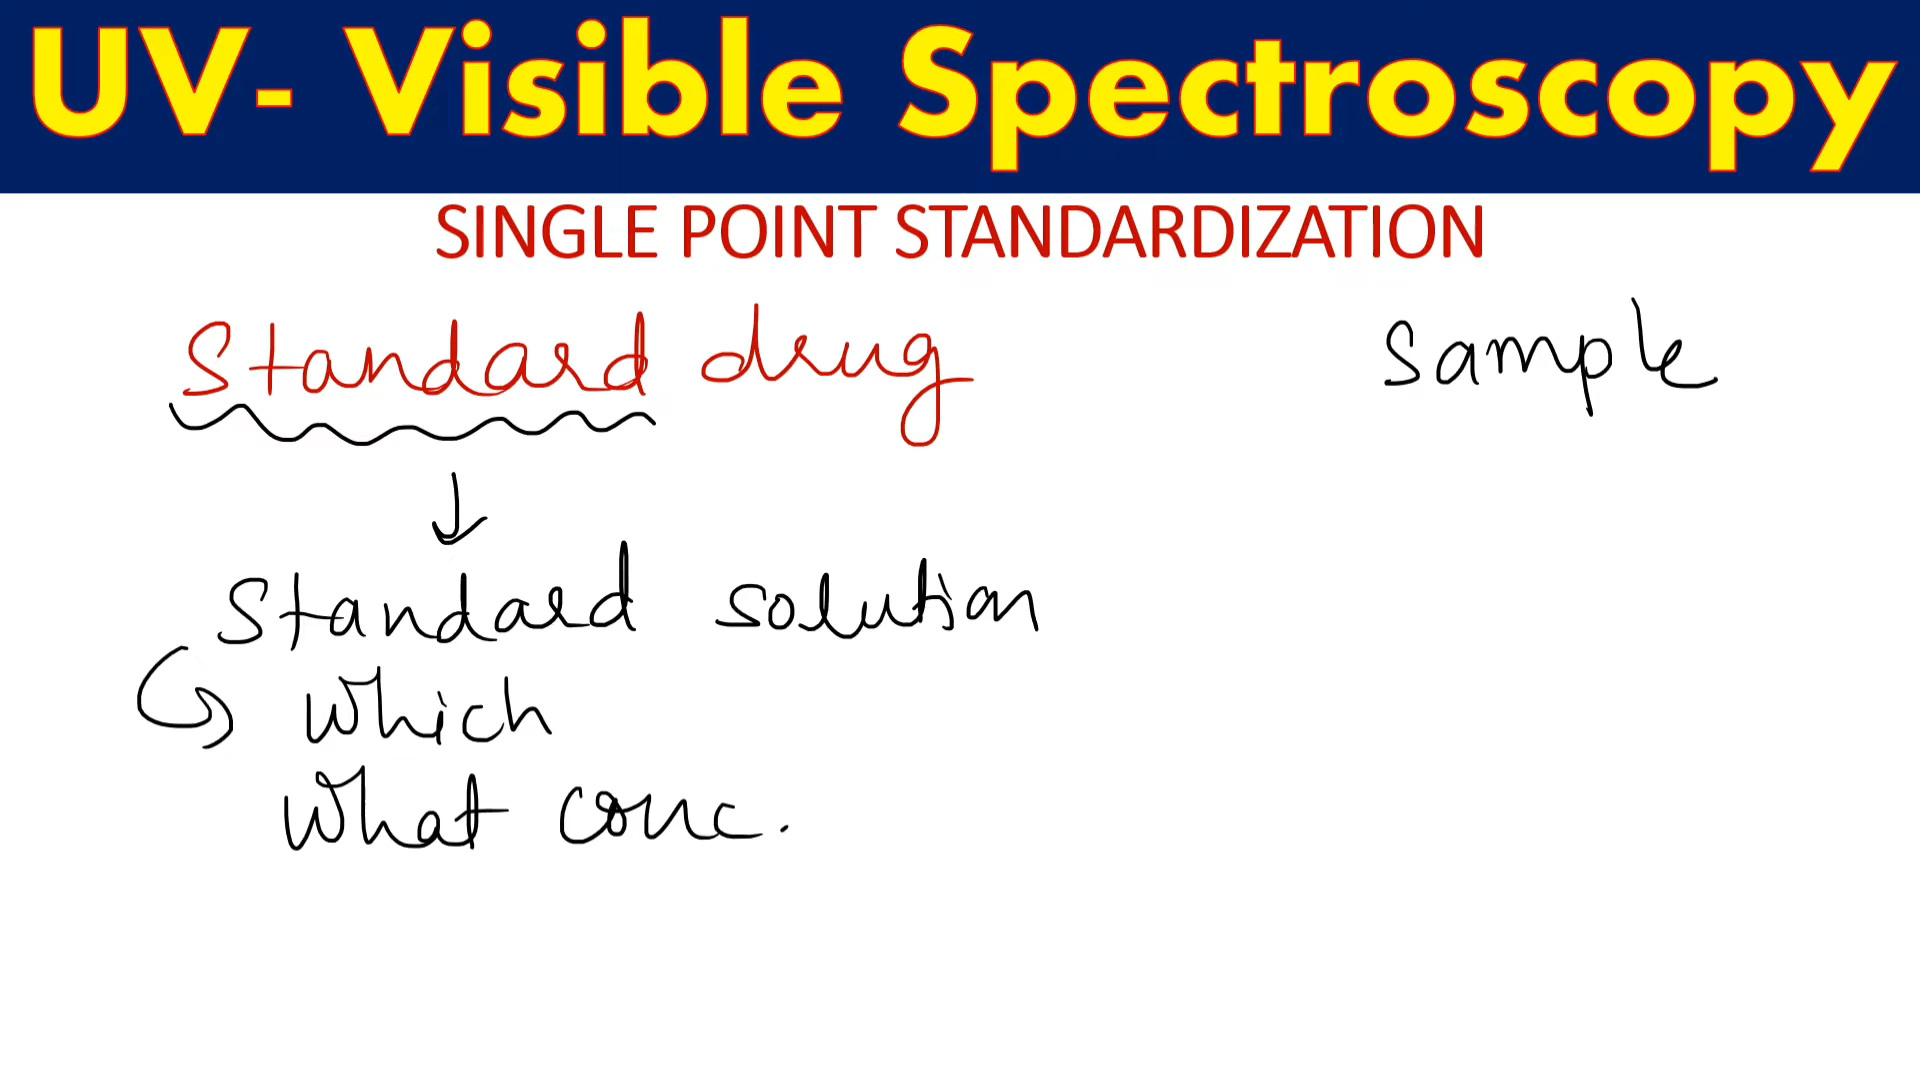 UV- Visible Spectroscopy
SINGLE POINT STANDARDIZATION
Standard drug
Sample
Standard solution
Which
What conc.